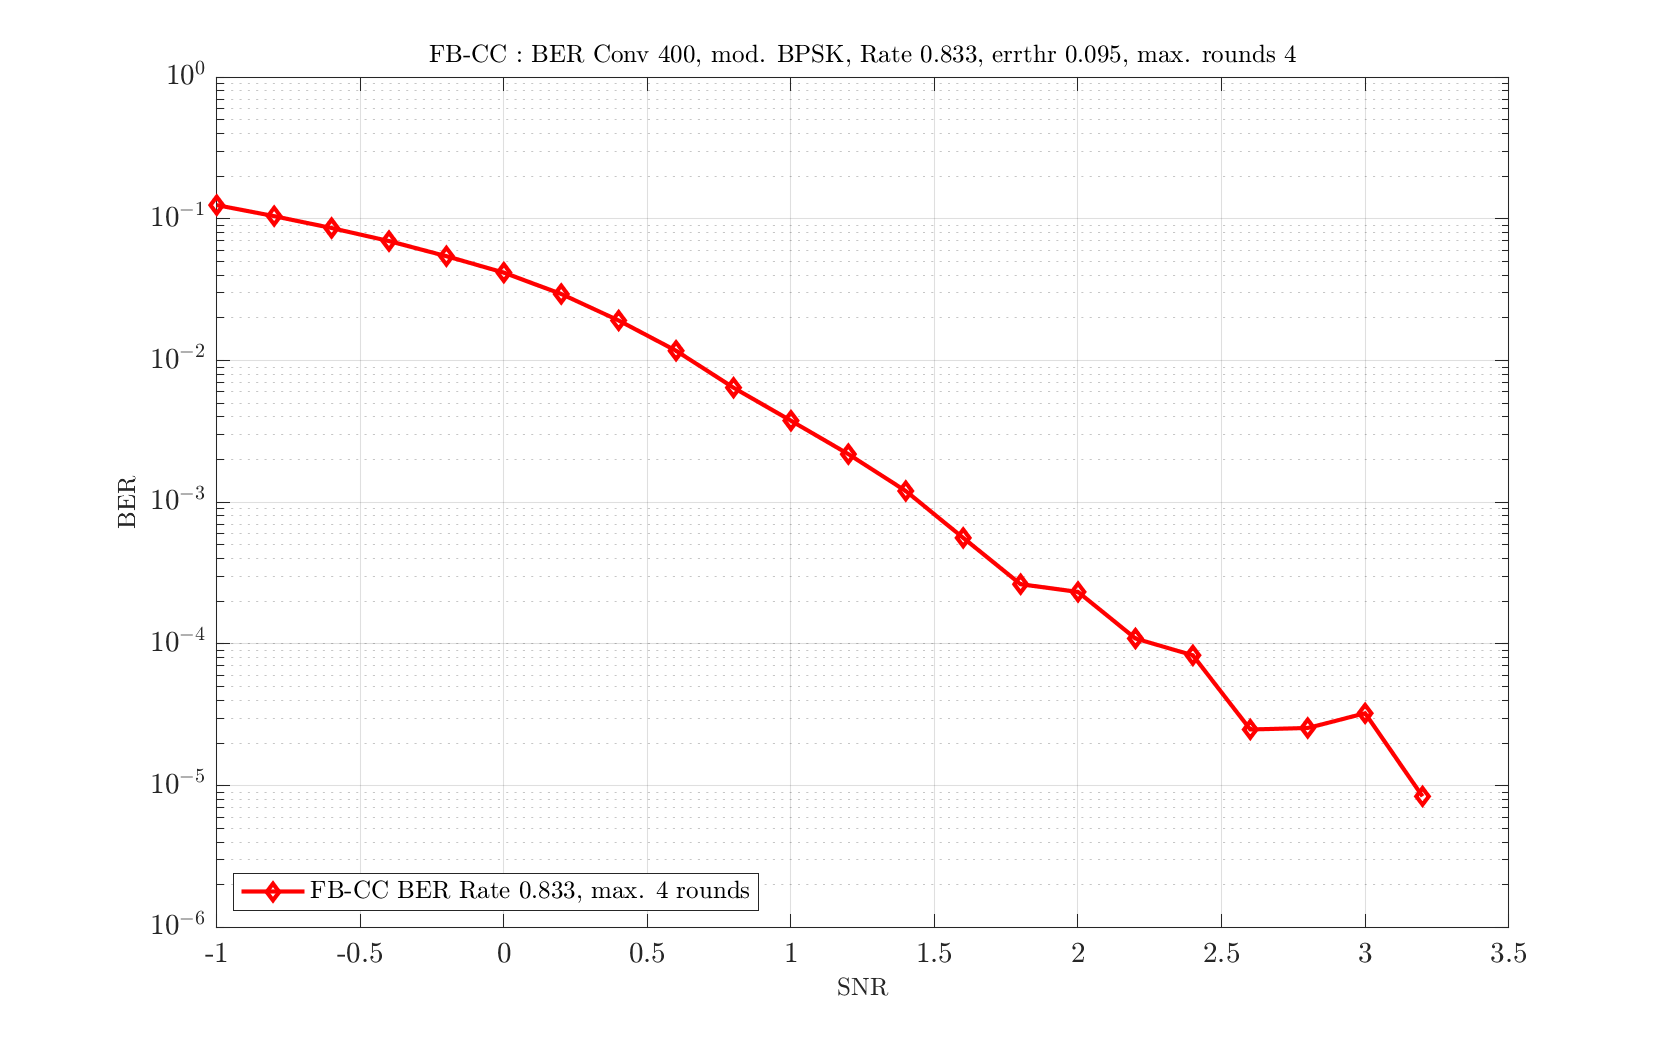 FB-CC : BER Conv 400, mod. BPSK, Rate 0.833, errthr 0.095, max. rounds 4
10^0
10^-1
10^-2
10^-3
10^-4
10^-5
10^-6
BER
FB-CC BER Rate 0.833, max. 4 rounds
-1 -0.5 0 0.5 1 1.5 2 2.5 3 3.5
SNR